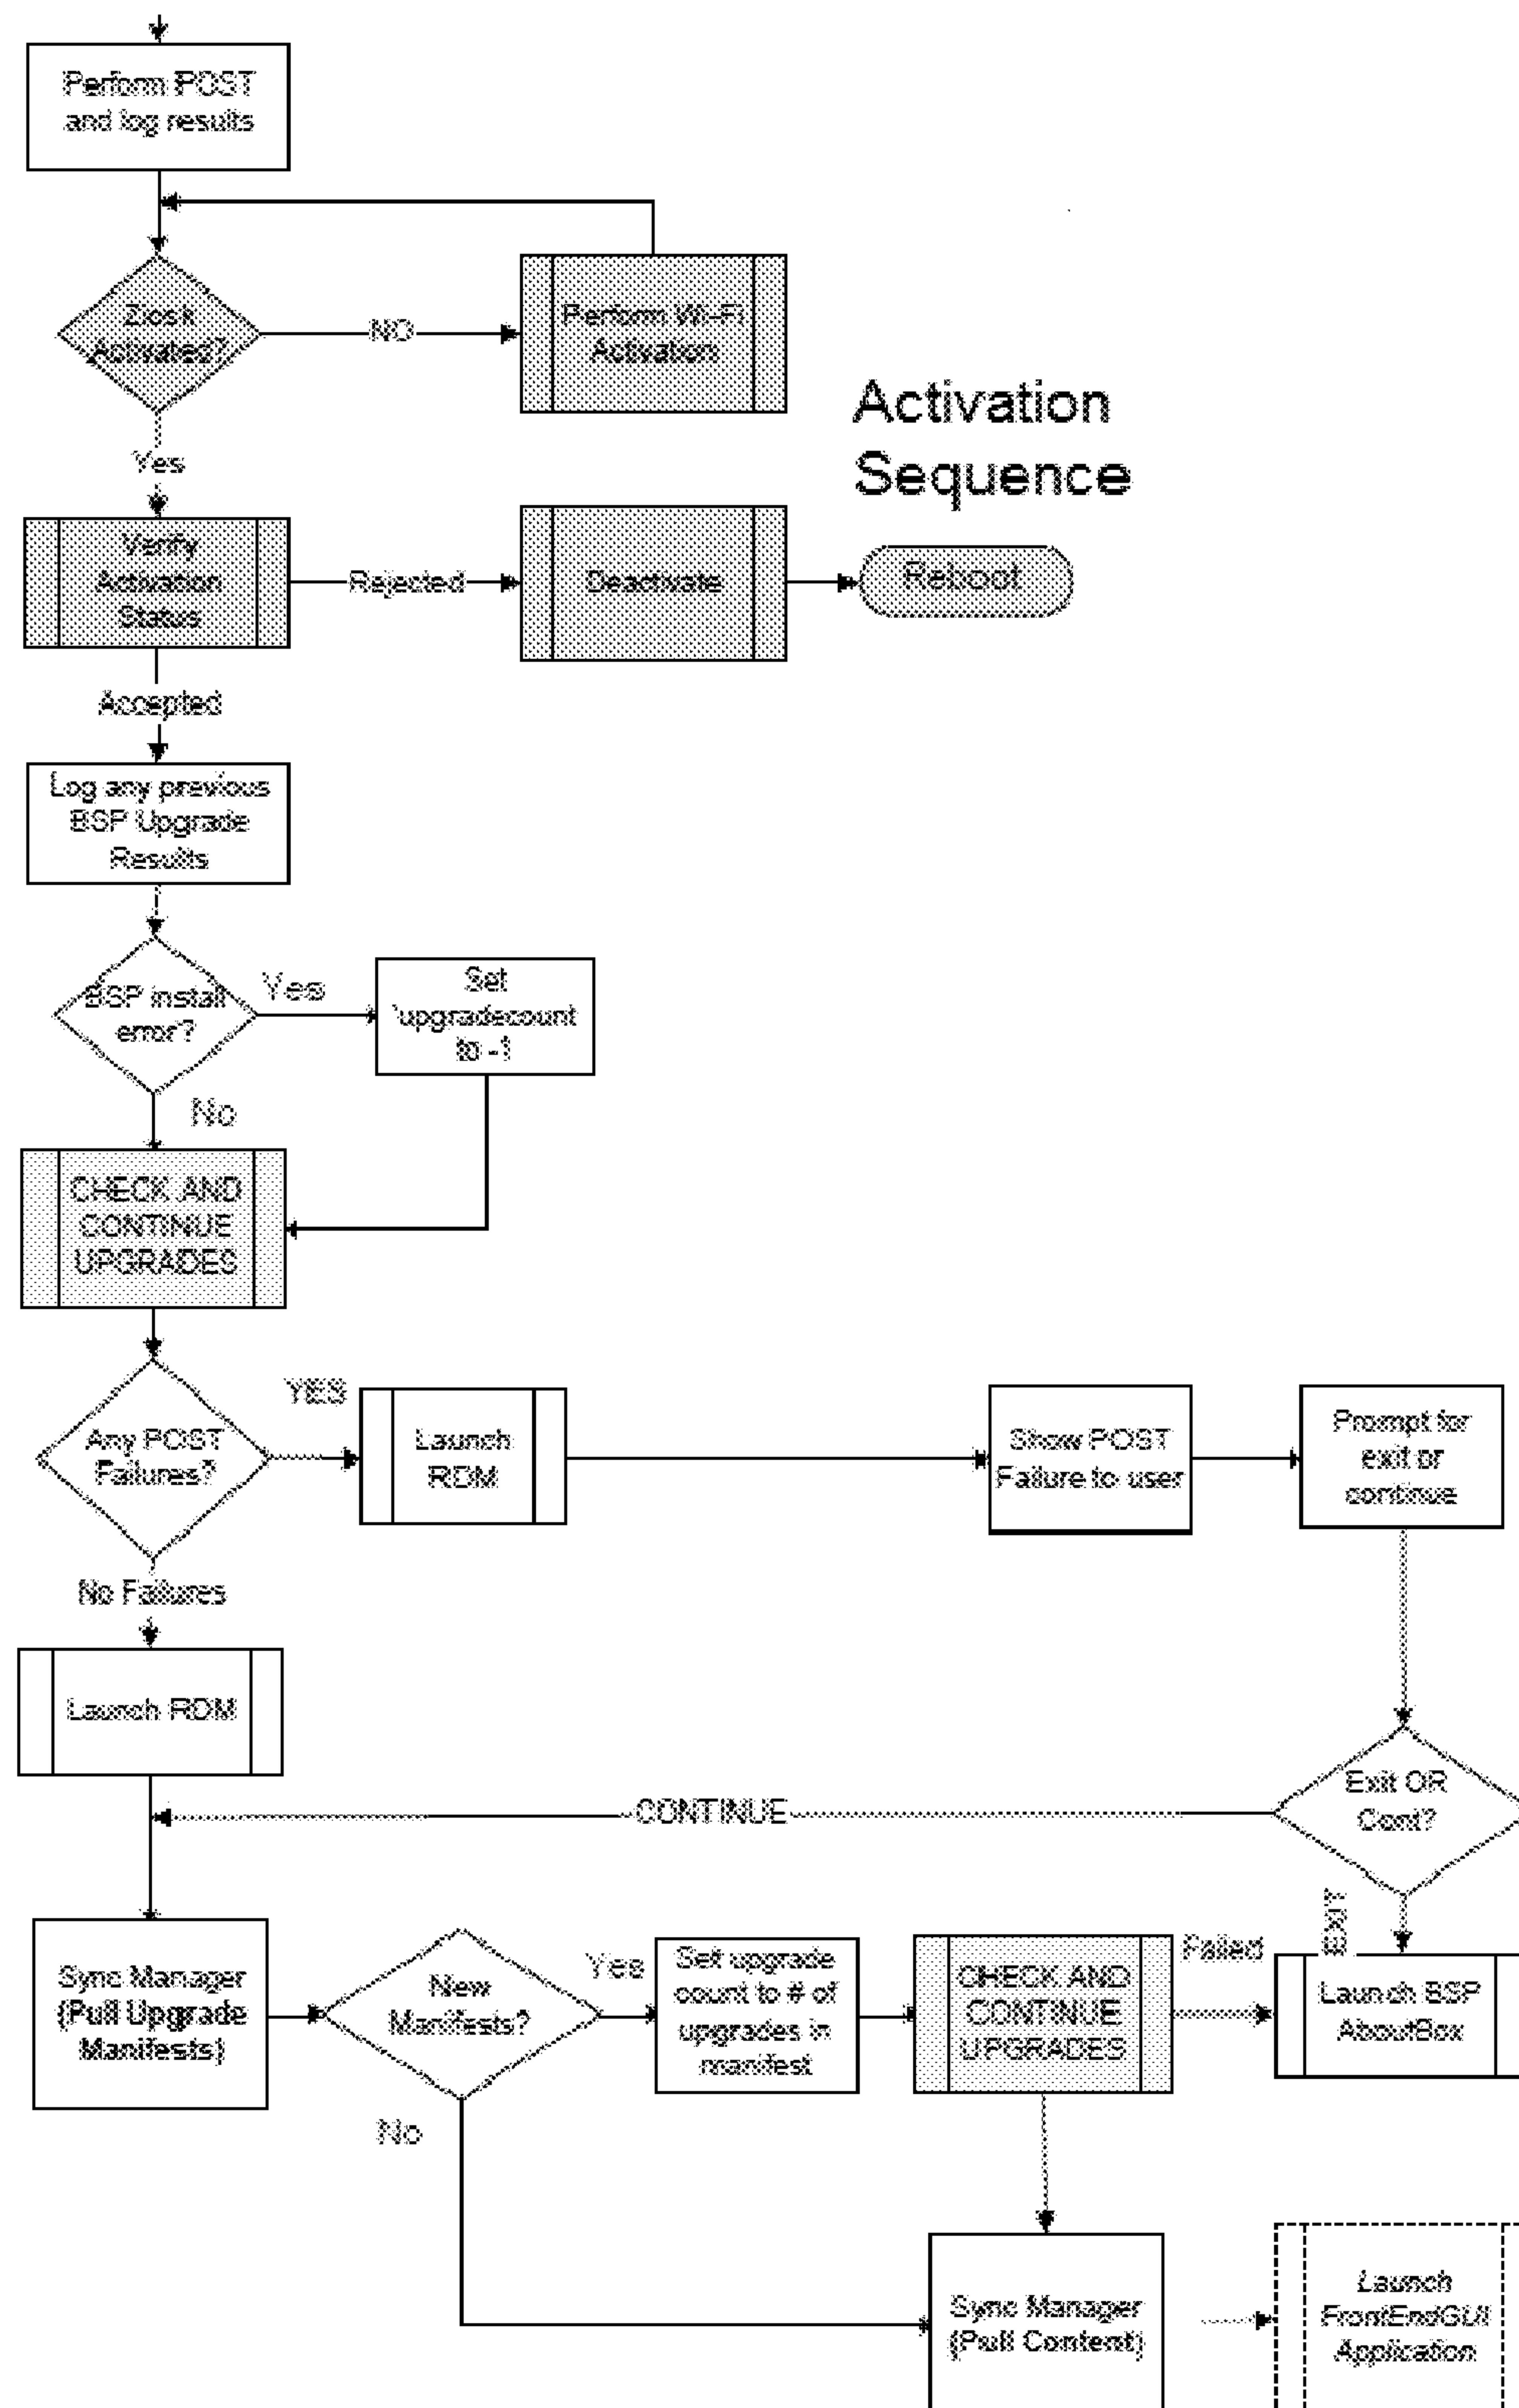 Perform POST
and log results
Ziosk
Activated?
NO
Perform Wi-Fi
Activation
Activation
Sequence
Yes
Verify
Activation
Status
Rejected
Deactivate
Reboot
Accepted
Log any previous
BSP Upgrade
Results
BSP install
error?
Yes
Set
'upgradecount
to -1
No
CHECK AND
CONTINUE
UPGRADES
Any POST
Failures?
YES
Launch
RDM
Show POST
Failure to user
Prompt for
exit or
continue
No Failures
Launch RDM
Exit OR
Cont?
CONTINUE
EXIT
Sync Manager
(Pull Upgrade
Manifests)
New
Manifests?
Yes
Set upgrade
count to # of
upgrades in
manifest
CHECK AND
CONTINUE
UPGRADES
Failed
Launch BSP
AboutBox
No
Sync Manager
(Pull Content)
Launch
FrontEndGUI
Application